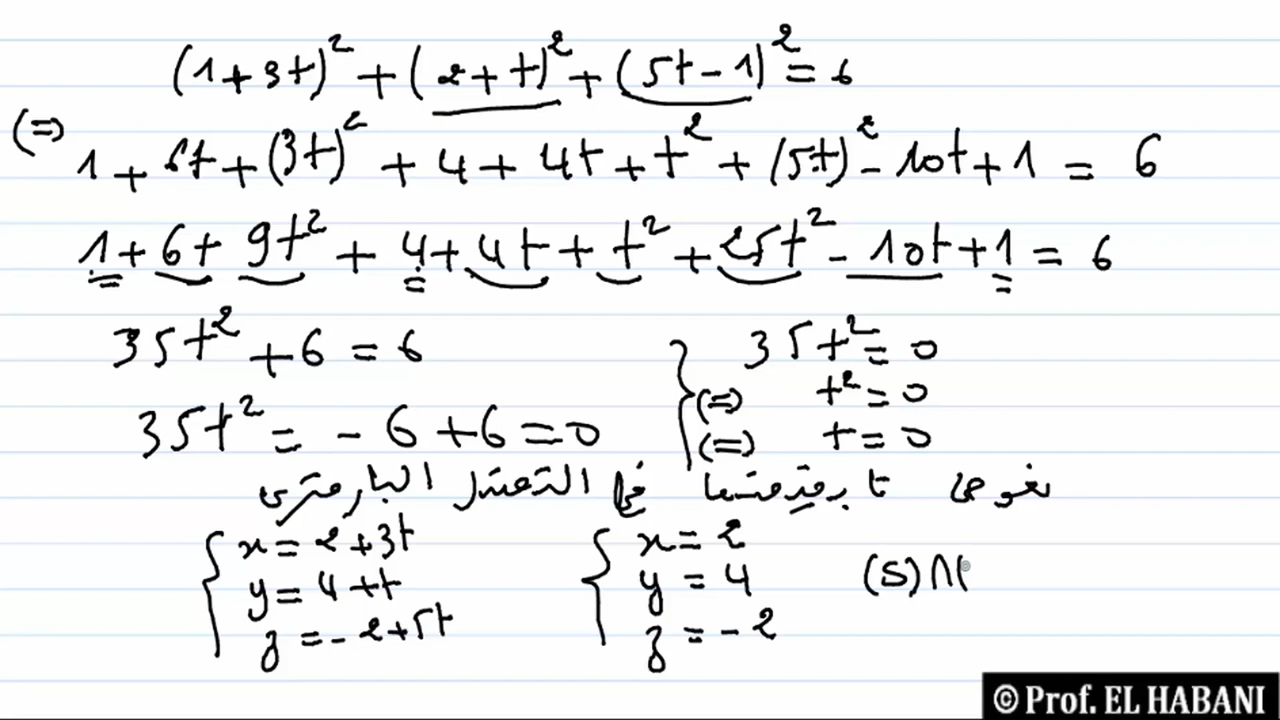 (1+3t)² + (2+t)² + (5t-1)² = 6
(=) 1 + 6t + (3t)² + 4 + 4t + t² + (5t)² - 10t + 1 = 6
1 + 6 + 9t² + 4 + 4t + t² + 25t² - 10t + 1 = 6
35t² + 6 = 6
35t² = - 6 + 6 = 0
} 35t² = 0
(=) t² = 0
(=) t = 0
نعوض t بقيمتها في التمثيل البارمتري
{ x = 2 + 3t
y = 4 + t
z = - 2 + 5t
{ x = 2
y = 4
z = - 2
(S) ∩ (
© Prof. EL HABANI